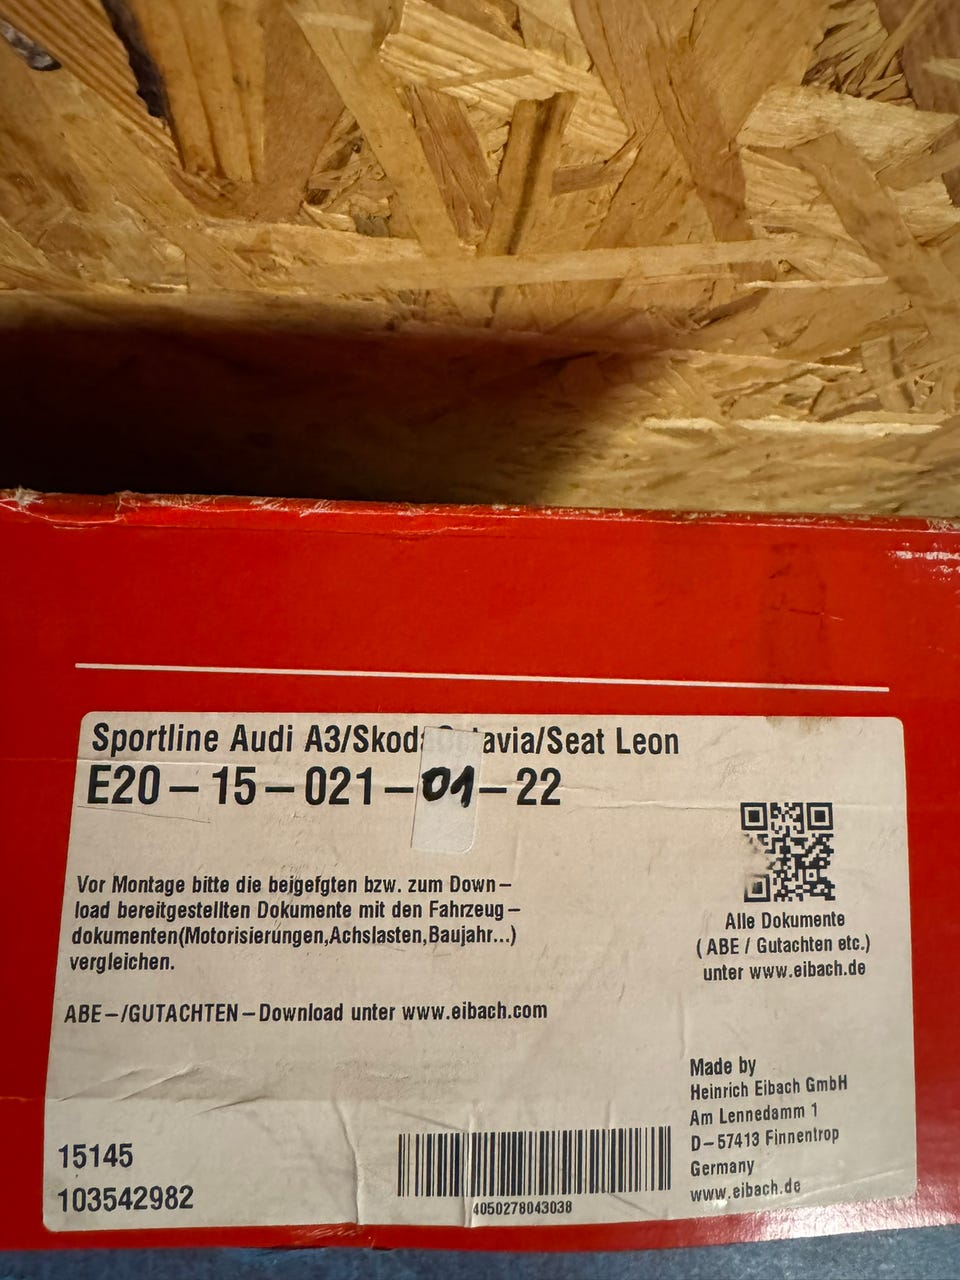 Sportline Audi A3/Skoda Octavia/Seat Leon
E20-15-021-01-22
Vor Montage bitte die beigefgten bzw. zum Down-
load bereitgestellten Dokumente mit den Fahrzeug-
dokumenten(Motorisierungen,Achslasten,Baujahr...)
vergleichen.
ABE-/GUTACHTEN-Download unter www.eibach.com
Alle Dokumente
( ABE / Gutachten etc.)
unter www.eibach.de
Made by
Heinrich Eibach GmbH
Am Lennedamm 1
D-57413 Finnentrop
Germany
www.eibach.de
15145
103542982
4050278043038